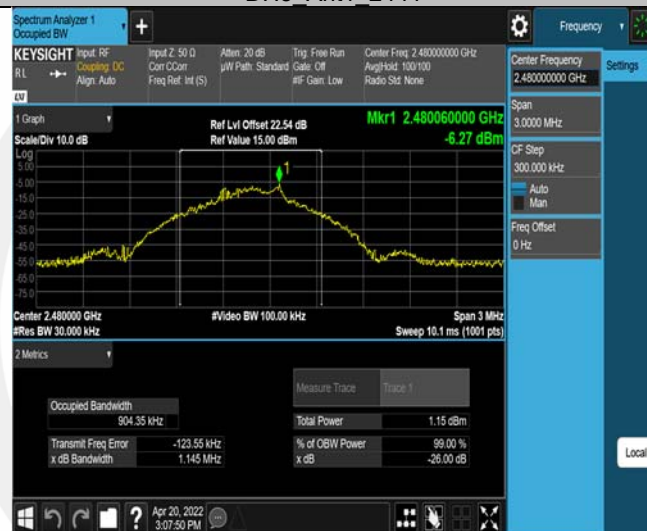 Spectrum Analyzer 1
Occupied BW
+
Frequency
KEYSIGHT Input: RF Input Z: 50 Ω Atten: 20 dB Trig: Free Run Center Freq: 2.480000000 GHz
RL Coupling: DC Corr CCorr µW Path: Standard Gate: Off Avg|Hold: 100/100
Align: Auto Freq Ref: Int (S) #IF Gain: Low Radio Std: None
LXI
Center Frequency
2.480000000 GHz
Settings
Span
3.0000 MHz
CF Step
300.000 kHz
Auto
Man
Freq Offset
0 Hz
1 Graph
Ref Lvl Offset 22.54 dB
Mkr1 2.480060000 GHz
Scale/Div 10.0 dB
Ref Value 15.00 dBm
-6.27 dBm
Log
1
5.00
-5.00
-15.0
-25.0
-35.0
-45.0
-55.0
-65.0
-75.0
Center 2.480000 GHz #Video BW 100.00 kHz Span 3 MHz
#Res BW 30.000 kHz Sweep 10.1 ms (1001 pts)
2 Metrics
Measure Trace Trace 1
Occupied Bandwidth
904.35 kHz
Total Power 1.15 dBm
Transmit Freq Error -123.55 kHz % of OBW Power 99.00 %
x dB Bandwidth 1.145 MHz x dB -26.00 dB
Local
?
Apr 20, 2022
3:07:50 PM